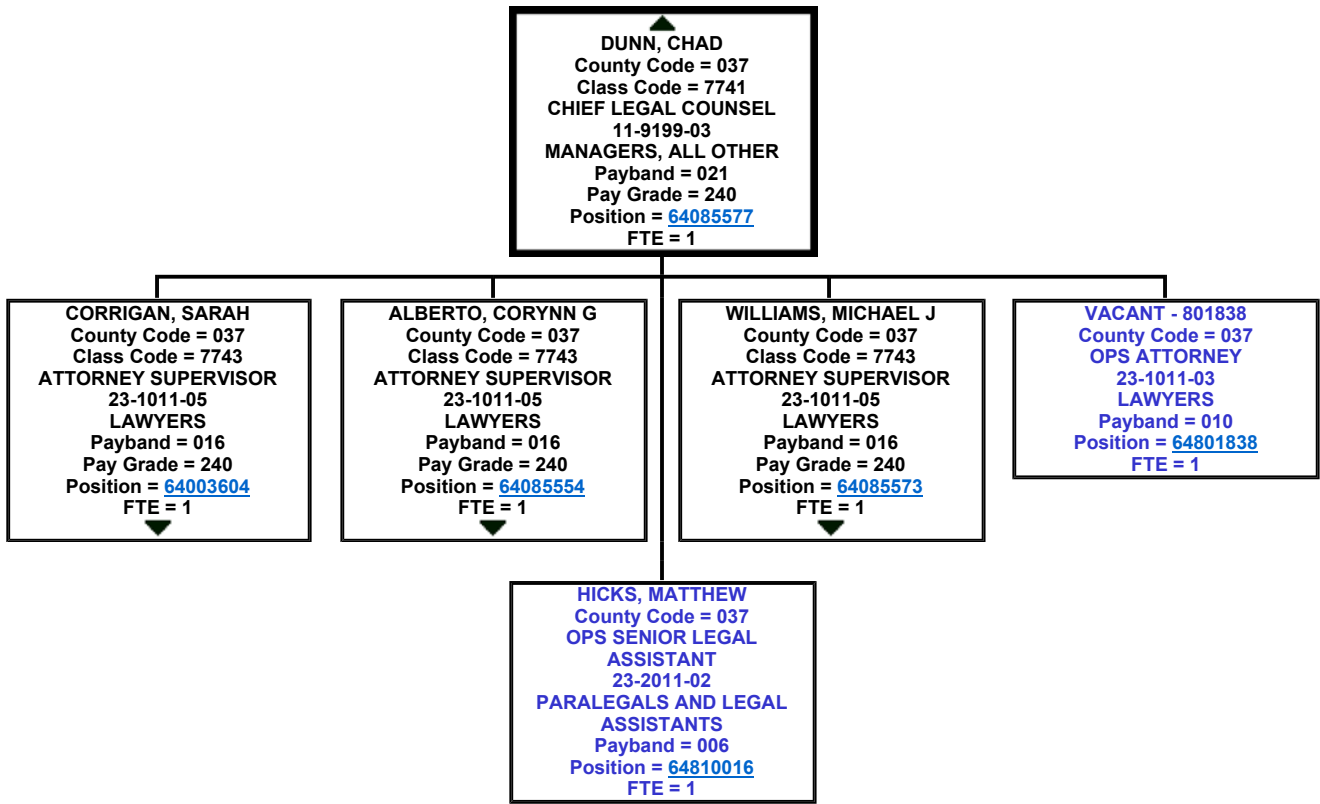 DUNN, CHAD
County Code = 037
Class Code = 7741
CHIEF LEGAL COUNSEL
11-9199-03
MANAGERS, ALL OTHER
Payband = 021
Pay Grade = 240
Position = 64085577
FTE = 1
CORRIGAN, SARAH
County Code = 037
Class Code = 7743
ATTORNEY SUPERVISOR
23-1011-05
LAWYERS
Payband = 016
Pay Grade = 240
Position = 64003604
FTE = 1
ALBERTO, CORYNN G
County Code = 037
Class Code = 7743
ATTORNEY SUPERVISOR
23-1011-05
LAWYERS
Payband = 016
Pay Grade = 240
Position = 64085554
FTE = 1
WILLIAMS, MICHAEL J
County Code = 037
Class Code = 7743
ATTORNEY SUPERVISOR
23-1011-05
LAWYERS
Payband = 016
Pay Grade = 240
Position = 64085573
FTE = 1
VACANT - 801838
County Code = 037
OPS ATTORNEY
23-1011-03
LAWYERS
Payband = 010
Position = 64801838
FTE = 1
HICKS, MATTHEW
County Code = 037
OPS SENIOR LEGAL
ASSISTANT
23-2011-02
PARALEGALS AND LEGAL
ASSISTANTS
Payband = 006
Position = 64810016
FTE = 1